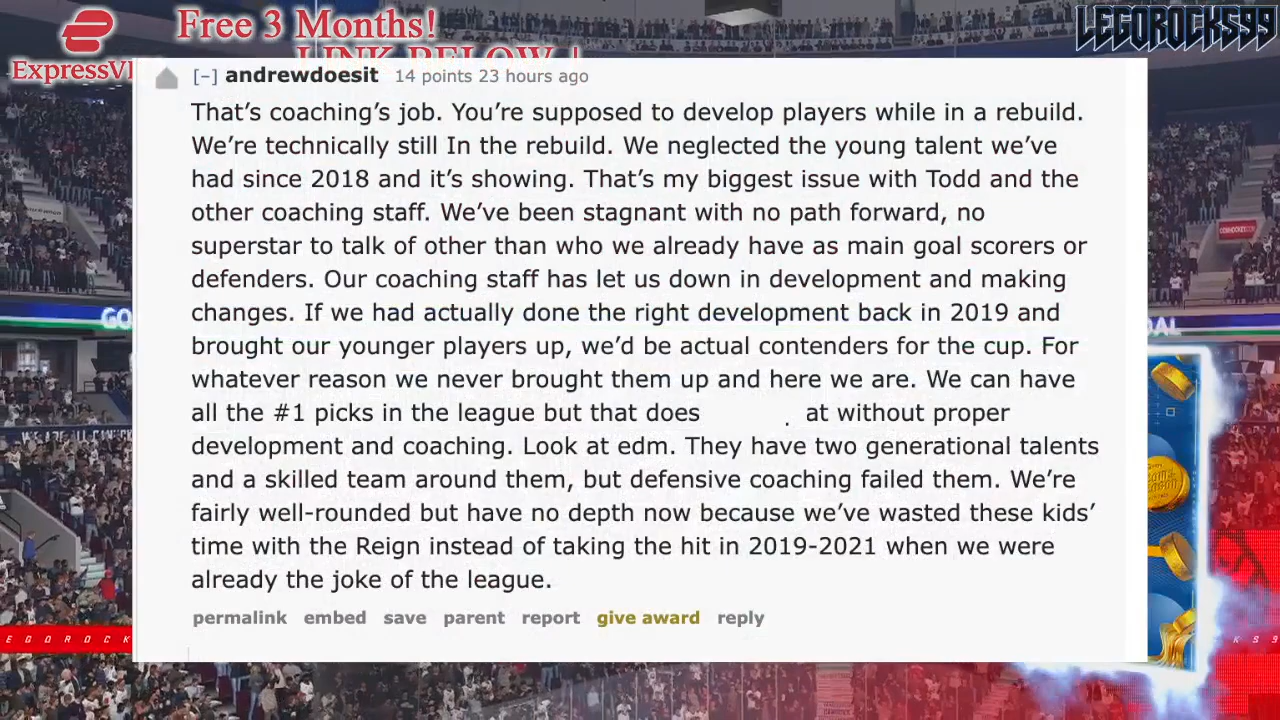 Free 3 Months!
LINK BELOW
LEGOROCKS99
[–] andrewdoesit 14 points 23 hours ago
That’s coaching’s job. You’re supposed to develop players while in a rebuild.
We’re technically still In the rebuild. We neglected the young talent we’ve
had since 2018 and it’s showing. That’s my biggest issue with Todd and the
other coaching staff. We’ve been stagnant with no path forward, no
superstar to talk of other than who we already have as main goal scorers or
defenders. Our coaching staff has let us down in development and making
changes. If we had actually done the right development back in 2019 and
brought our younger players up, we’d be actual contenders for the cup. For
whatever reason we never brought them up and here we are. We can have
all the #1 picks in the league but that does at without proper
development and coaching. Look at edm. They have two generational talents
and a skilled team around them, but defensive coaching failed them. We’re
fairly well-rounded but have no depth now because we’ve wasted these kids’
time with the Reign instead of taking the hit in 2019-2021 when we were
already the joke of the league.
permalink embed save parent report give award reply